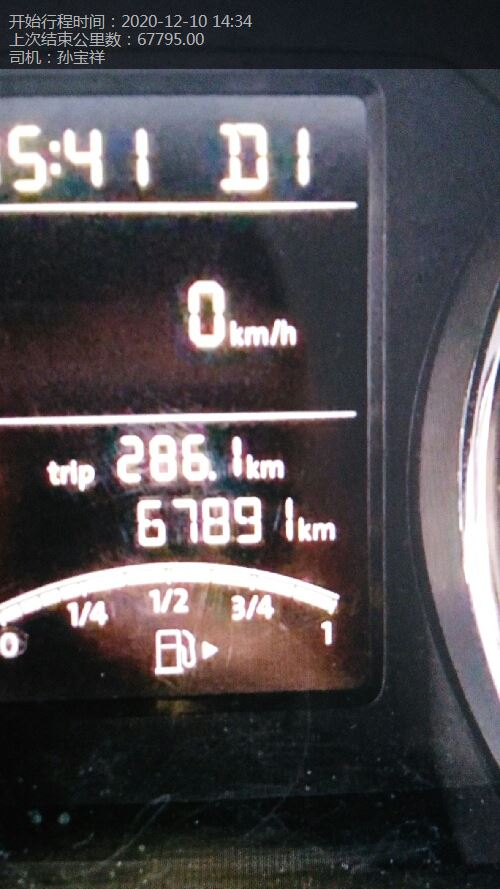 开始行程时间：2020-12-10 14:34
上次结束公里数：67795.00
司机：孙宝祥
5:41 D1
0km/h
trip 286.1km
67891km
0 1/4 1/2 3/4 1